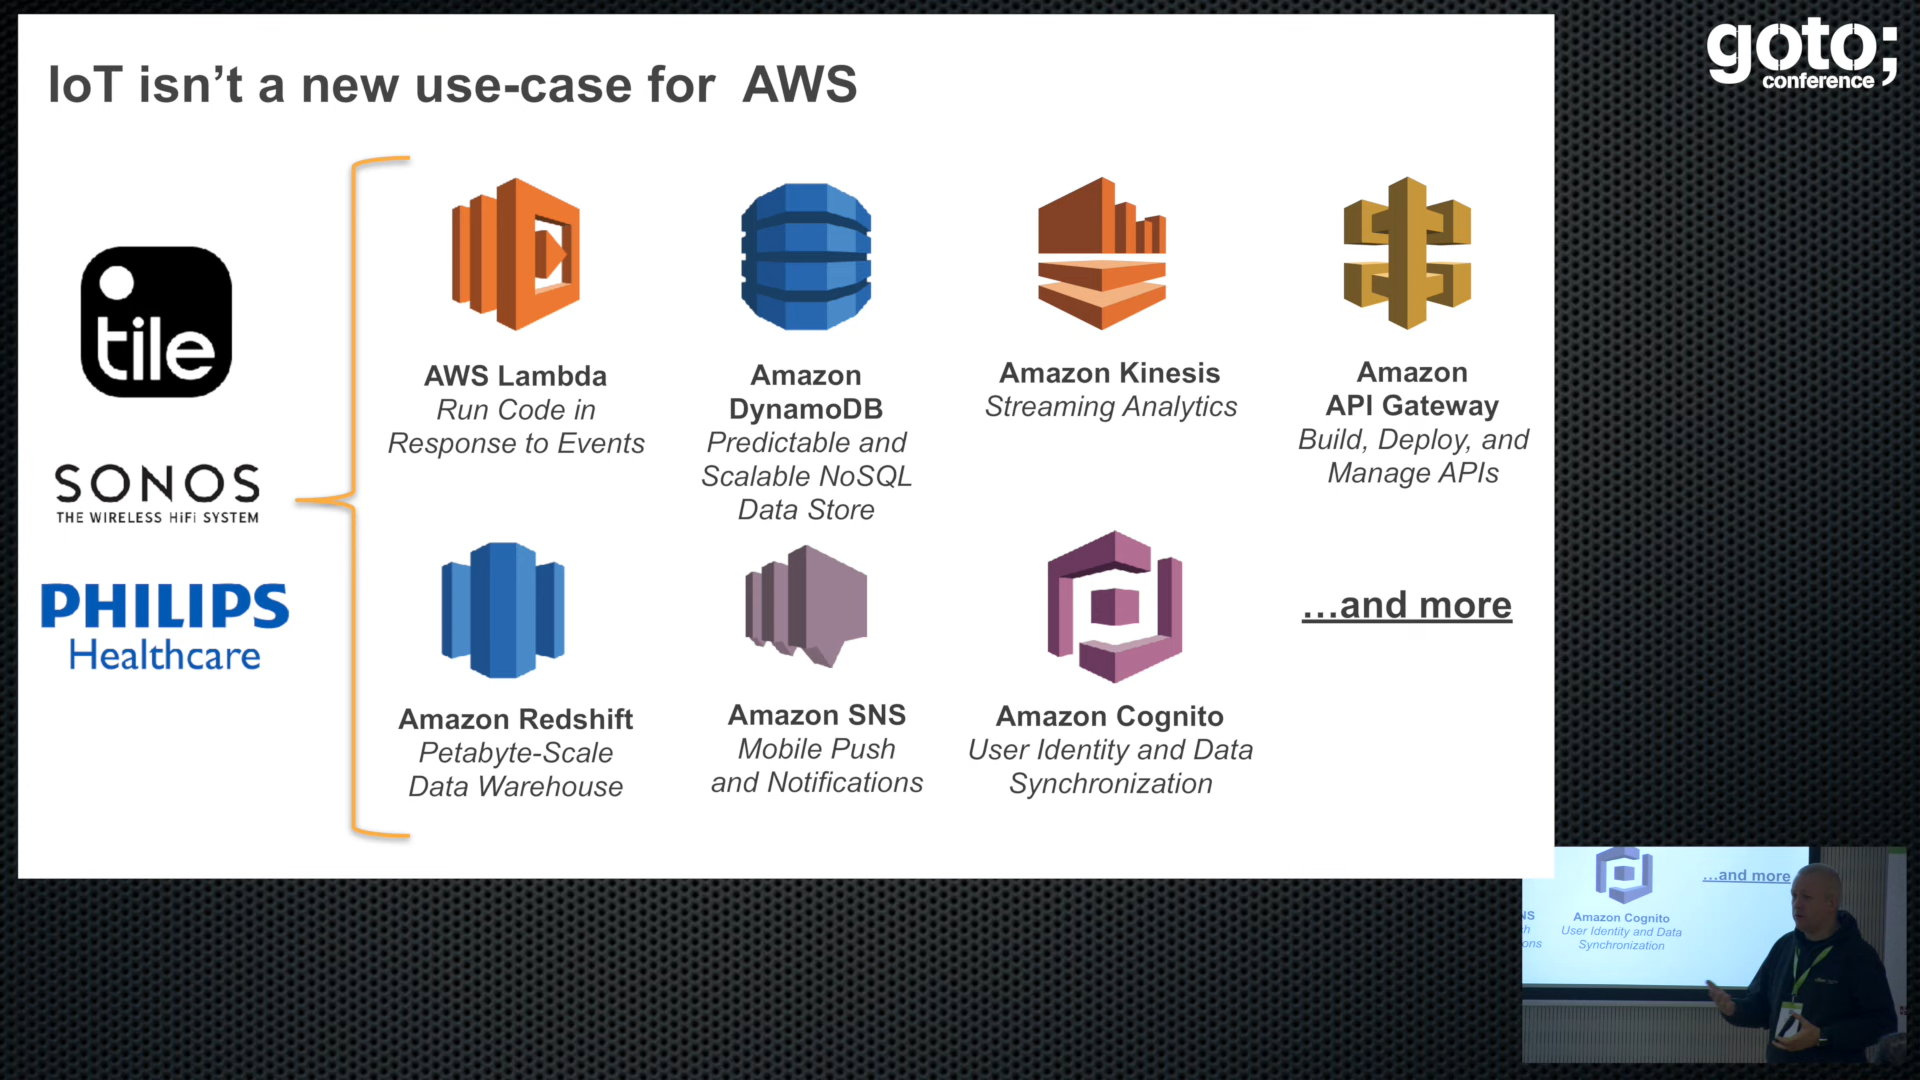 IoT isn’t a new use-case for AWS
goto;
conference
tile
SONOS
THE WIRELESS HiFi SYSTEM
PHILIPS
Healthcare
AWS Lambda
Run Code in
Response to Events
Amazon
DynamoDB
Predictable and
Scalable NoSQL
Data Store
Amazon Kinesis
Streaming Analytics
Amazon
API Gateway
Build, Deploy, and
Manage APIs
Amazon Redshift
Petabyte-Scale
Data Warehouse
Amazon SNS
Mobile Push
and Notifications
Amazon Cognito
User Identity and Data
Synchronization
...and more
...and more
Amazon Cognito
User Identity and Data
Synchronization